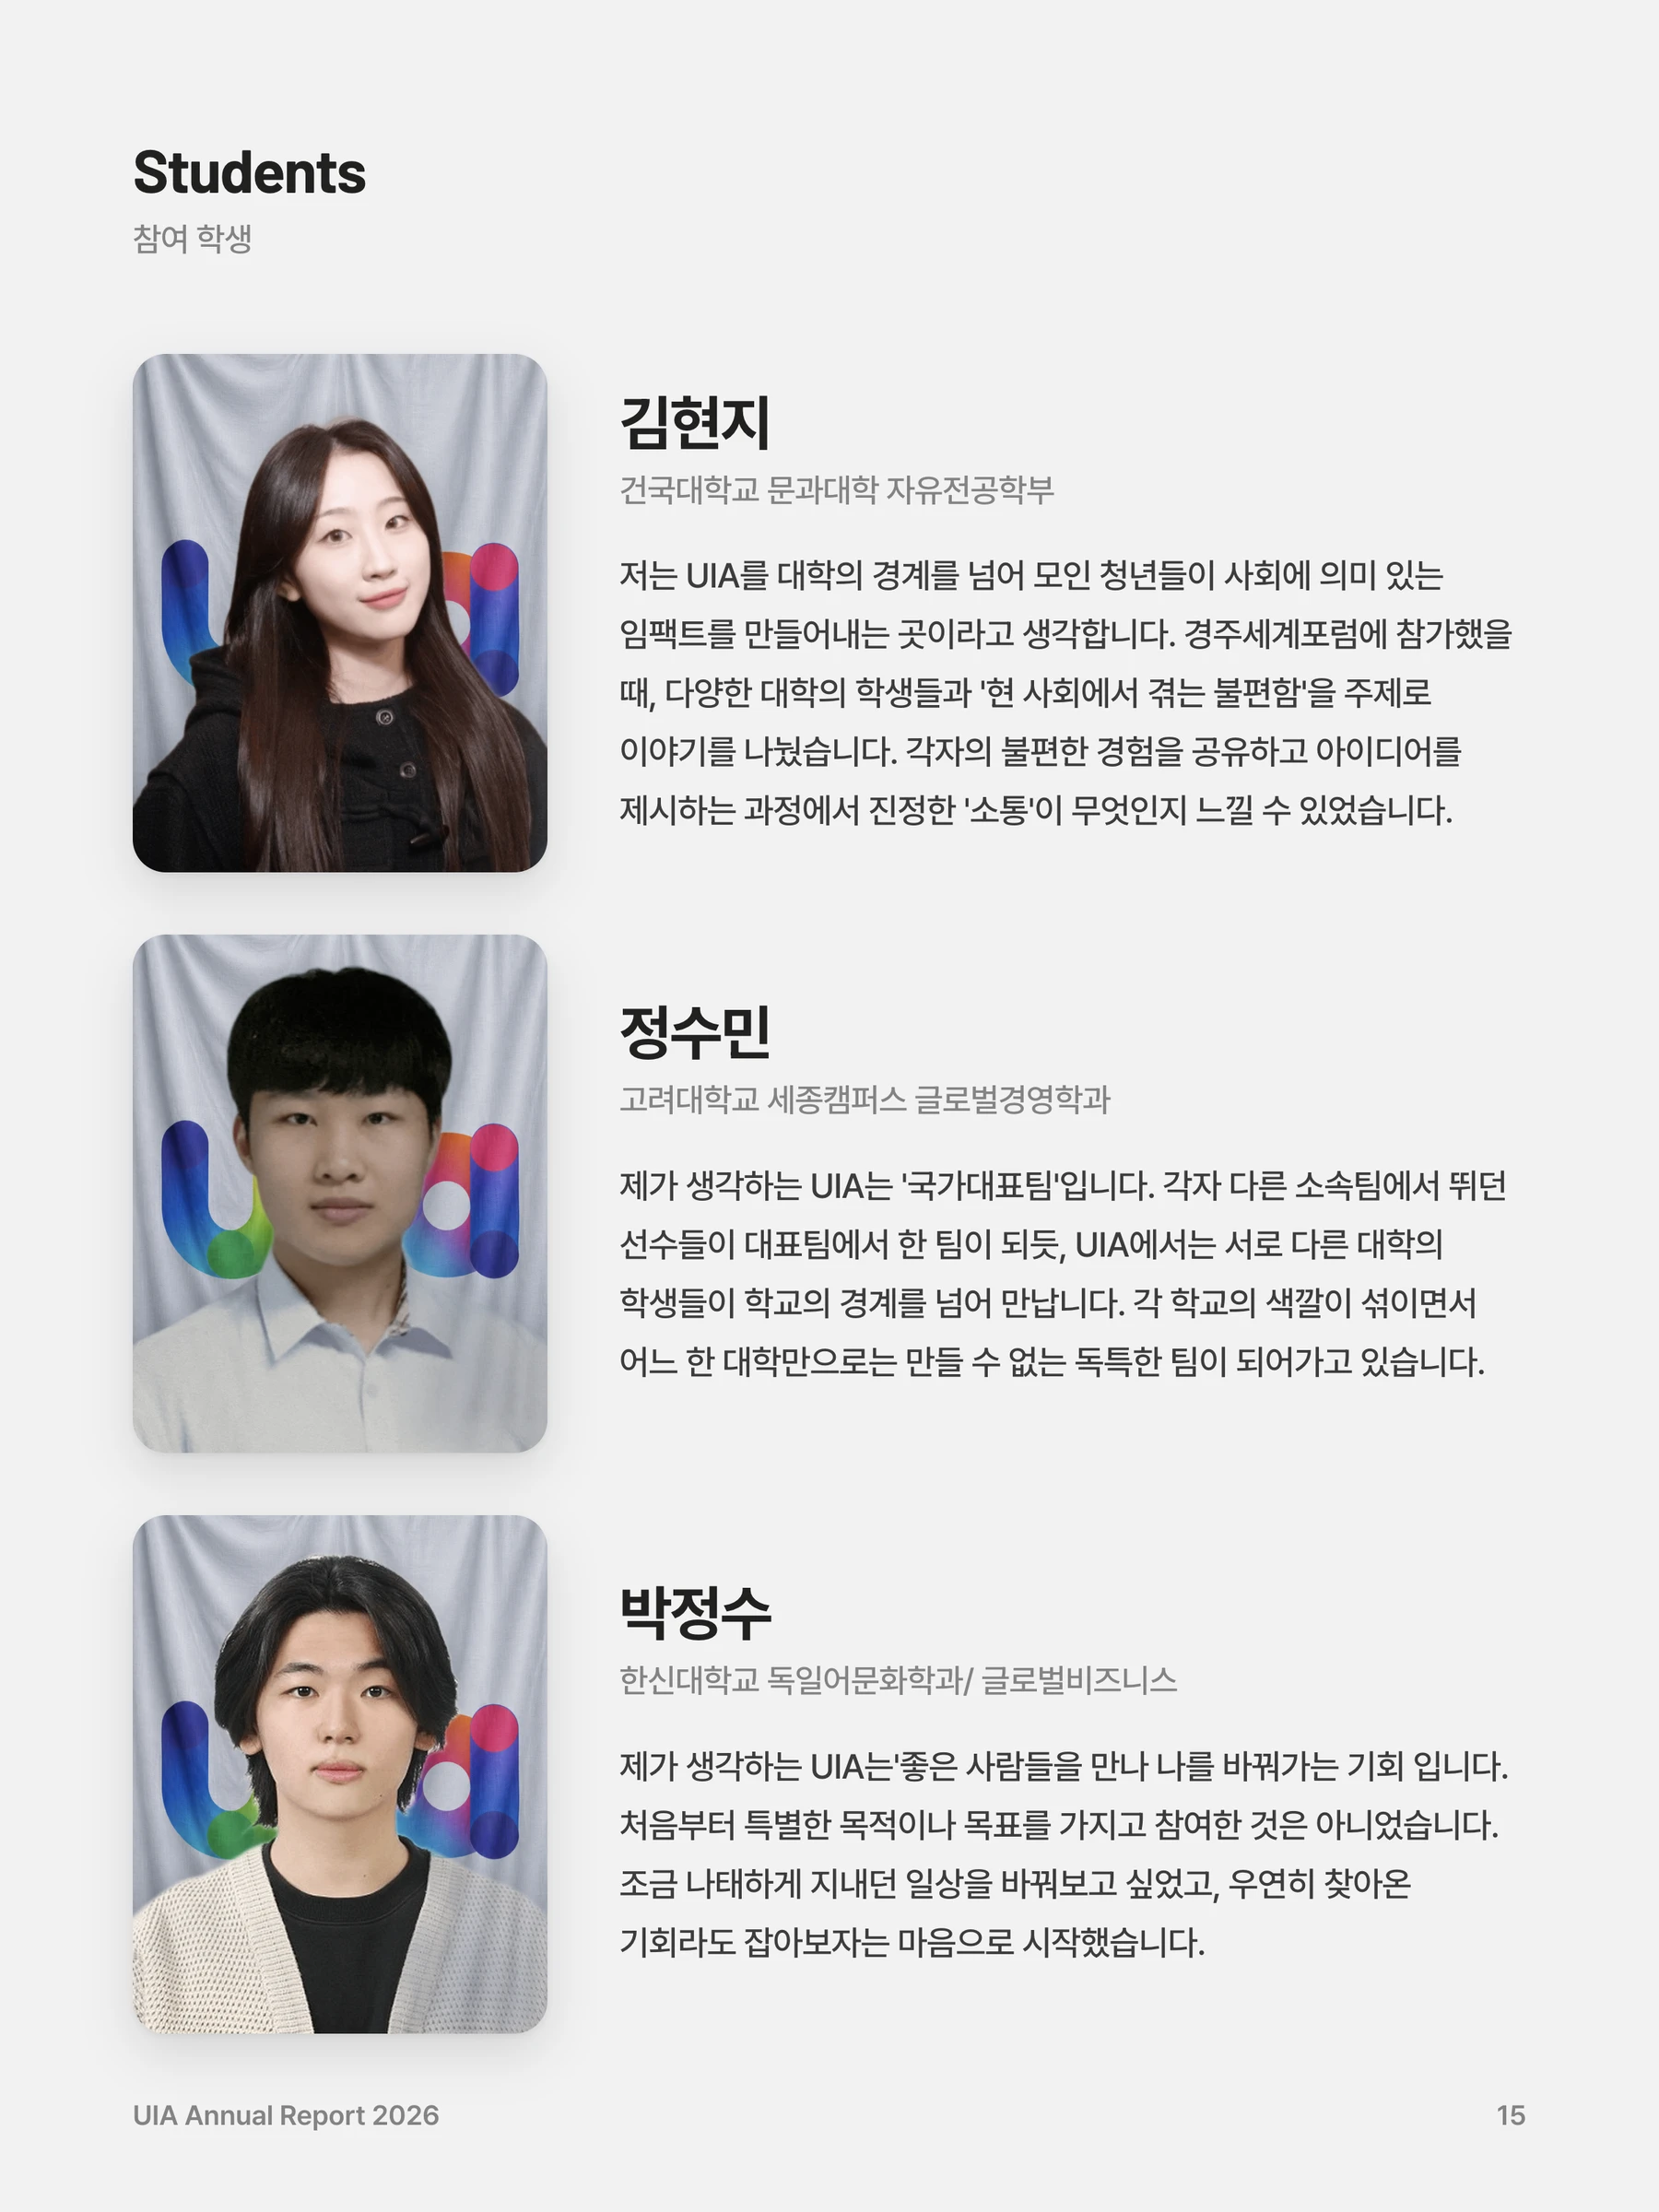 Students
참여 학생
김현지
건국대학교 문과대학 자유전공학부
저는 UIA를 대학의 경계를 넘어 모인 청년들이 사회에 의미 있는
임팩트를 만들어내는 곳이라고 생각합니다. 경주세계포럼에 참가했을
때, 다양한 대학의 학생들과 '현 사회에서 겪는 불편함'을 주제로
이야기를 나눴습니다. 각자의 불편한 경험을 공유하고 아이디어를
제시하는 과정에서 진정한 '소통'이 무엇인지 느낄 수 있었습니다.
정수민
고려대학교 세종캠퍼스 글로벌경영학과
제가 생각하는 UIA는 '국가대표팀'입니다. 각자 다른 소속팀에서 뛰던
선수들이 대표팀에서 한 팀이 되듯, UIA에서는 서로 다른 대학의
학생들이 학교의 경계를 넘어 만납니다. 각 학교의 색깔이 섞이면서
어느 한 대학만으로는 만들 수 없는 독특한 팀이 되어가고 있습니다.
박정수
한신대학교 독일어문화학과/ 글로벌비즈니스
제가 생각하는 UIA는'좋은 사람들을 만나 나를 바꿔가는 기회 입니다.
처음부터 특별한 목적이나 목표를 가지고 참여한 것은 아니었습니다.
조금 나태하게 지내던 일상을 바꿔보고 싶었고, 우연히 찾아온
기회라도 잡아보자는 마음으로 시작했습니다.
UIA Annual Report 2026
15